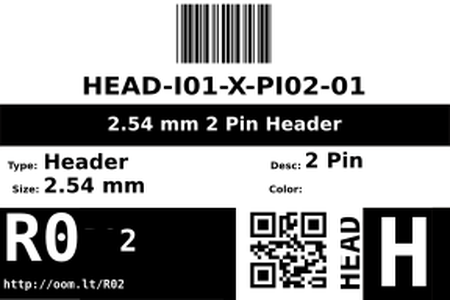 HEAD-I01-X-PI02-01
2.54 mm 2 Pin Header
Type: Header
Desc: 2 Pin
Size: 2.54 mm
Color:
R0 2
HEAD
H
http://oom.lt/R02